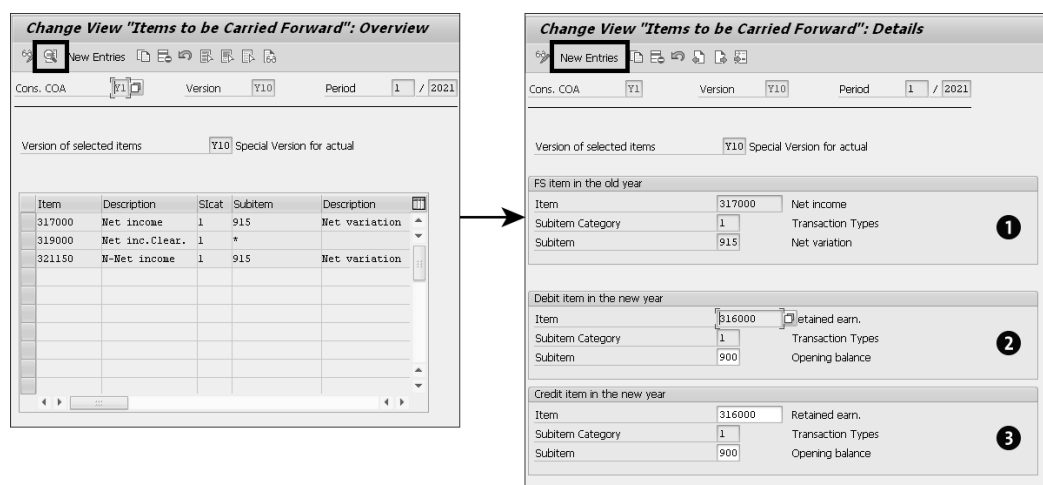 Change View "Items to be Carried Forward": Overview
New Entries
Cons. COA Y1 Version Y10 Period 1 / 2021
Version of selected items Y10 Special Version for actual
Item Description SIcat Subitem Description
317000 Net income 1 915 Net variation
319000 Net inc.Clear. 1 *
321150 N-Net income 1 915 Net variation
Change View "Items to be Carried Forward": Details
New Entries
Cons. COA Y1 Version Y10 Period 1 / 2021
Version of selected items Y10 Special Version for actual
FS item in the old year
Item 317000 Net income
Subitem Category 1 Transaction Types
Subitem 915 Net variation
1
Debit item in the new year
Item 316000 etained earn.
Subitem Category 1 Transaction Types
Subitem 900 Opening balance
2
Credit item in the new year
Item 316000 Retained earn.
Subitem Category 1 Transaction Types
Subitem 900 Opening balance
3